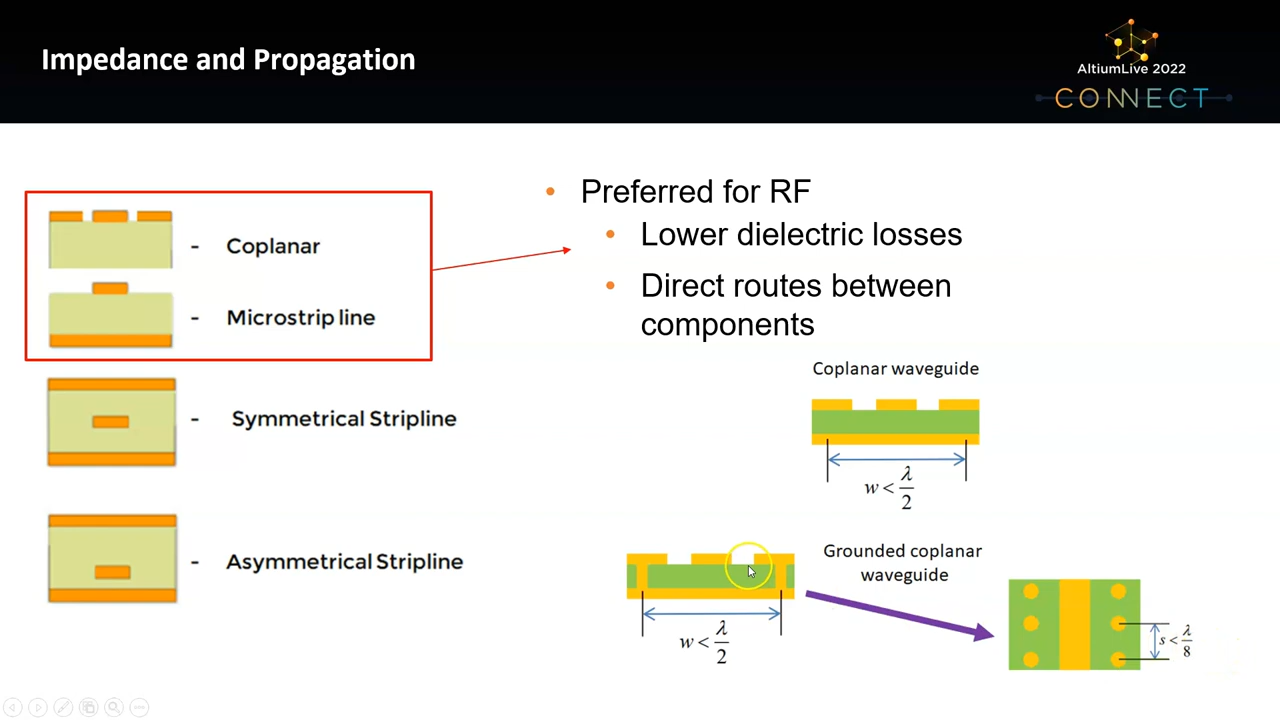 Impedance and Propagation
AltiumLive 2022
CONNECT
- Coplanar
- Microstrip line
- Symmetrical Stripline
- Asymmetrical Stripline
• Preferred for RF
• Lower dielectric losses
• Direct routes between
components
Coplanar waveguide
w < λ/2
Grounded coplanar
waveguide
w < λ/2
s < λ/8